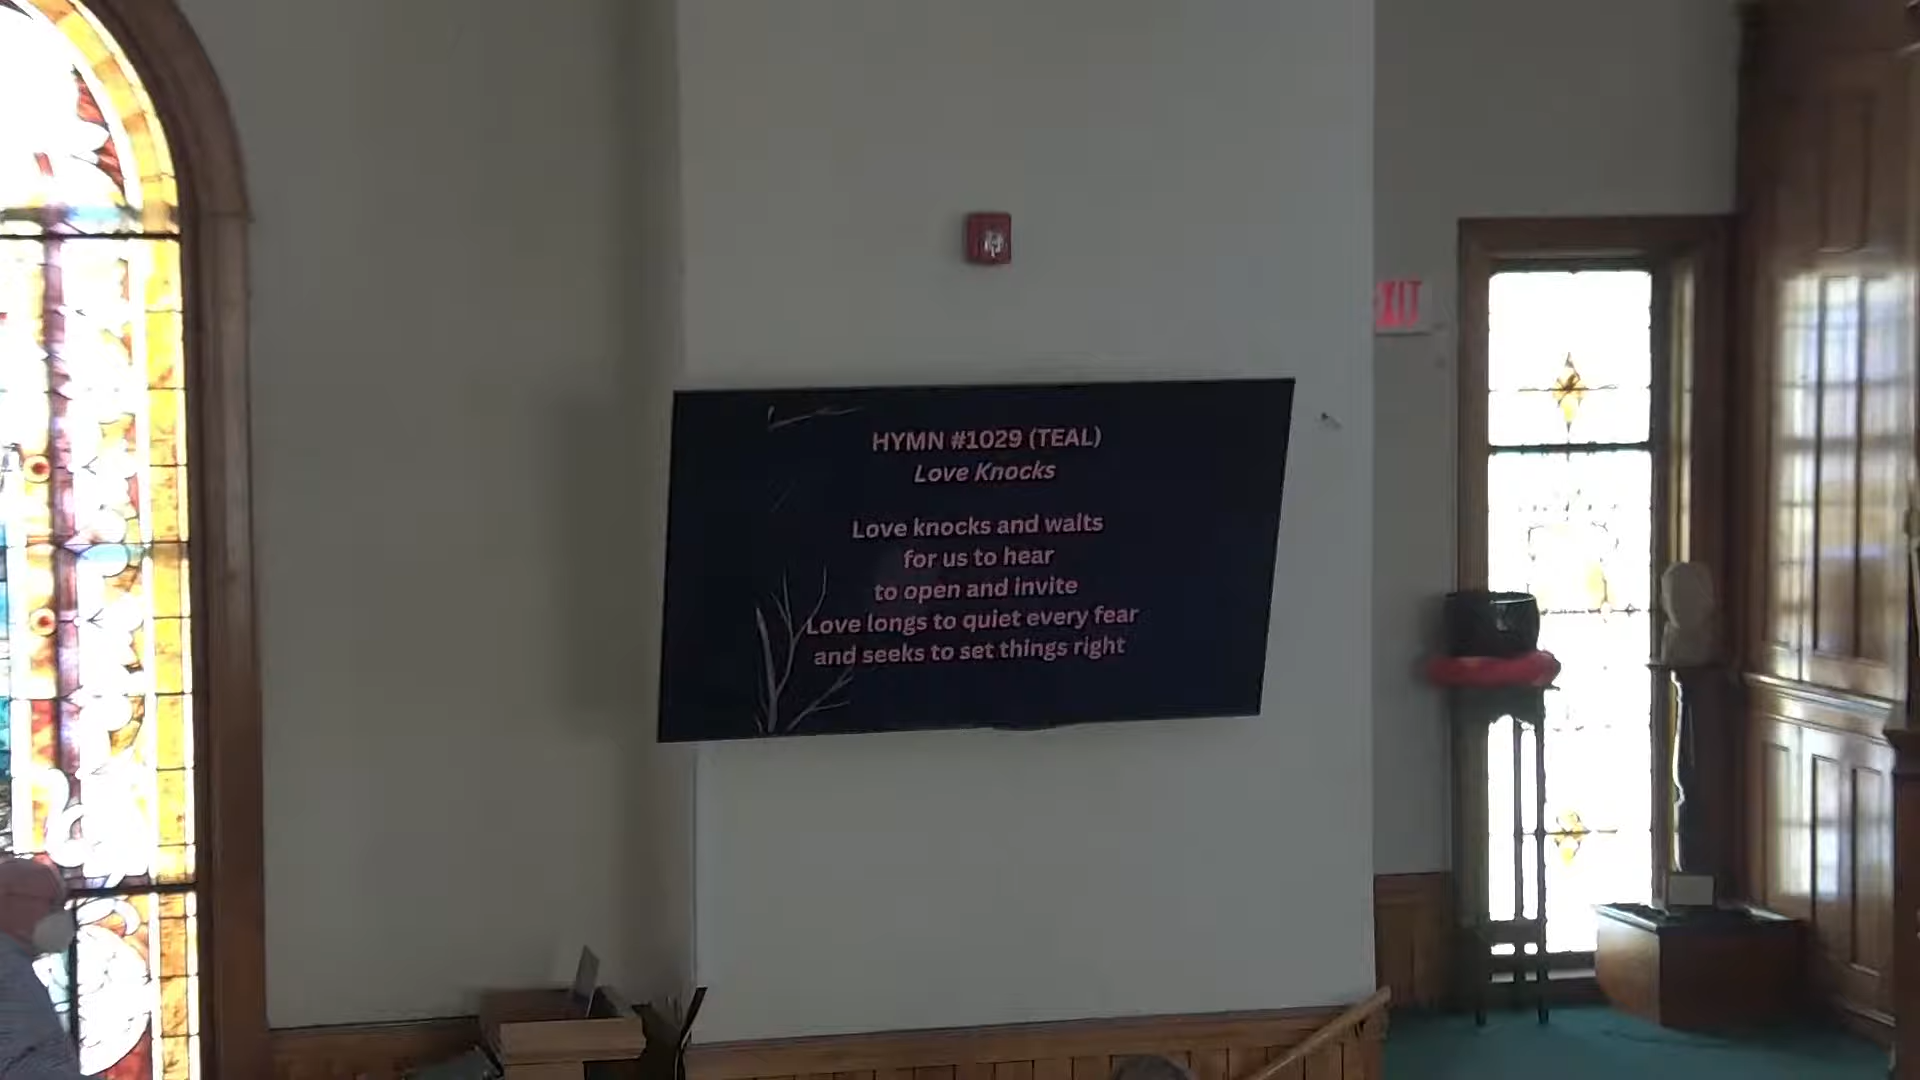 EXIT
HYMN #1029 (TEAL)
Love Knocks
Love knocks and waits
for us to hear
to open and invite
Love longs to quiet every fear
and seeks to set things right